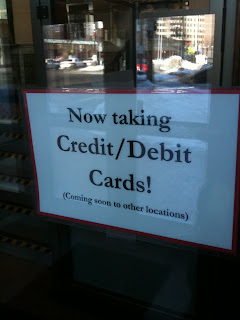 Now taking
Credit/Debit
Cards!
(Coming soon to other locations)